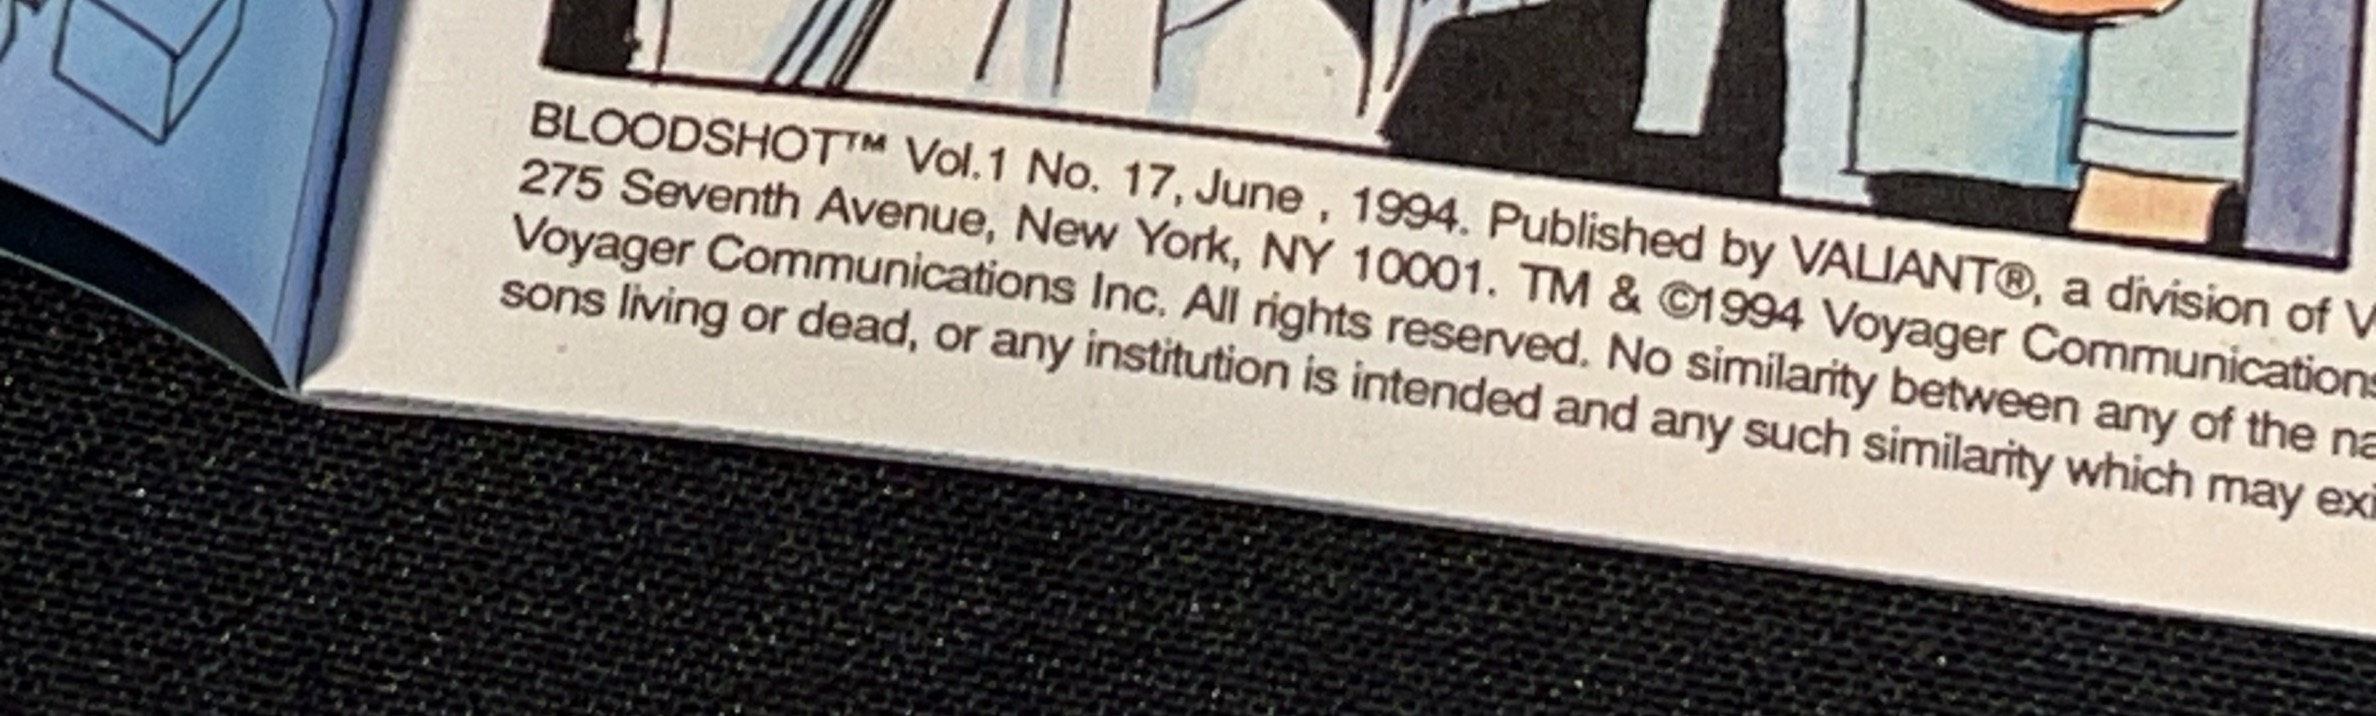 BLOODSHOT™ Vol.1 No. 17, June , 1994. Published by VALIANT®, a division of
275 Seventh Avenue, New York, NY 10001. TM & ©1994 Voyager Communications
Voyager Communications Inc. All rights reserved. No similarity between any of the
sons living or dead, or any institution is intended and any such similarity which may